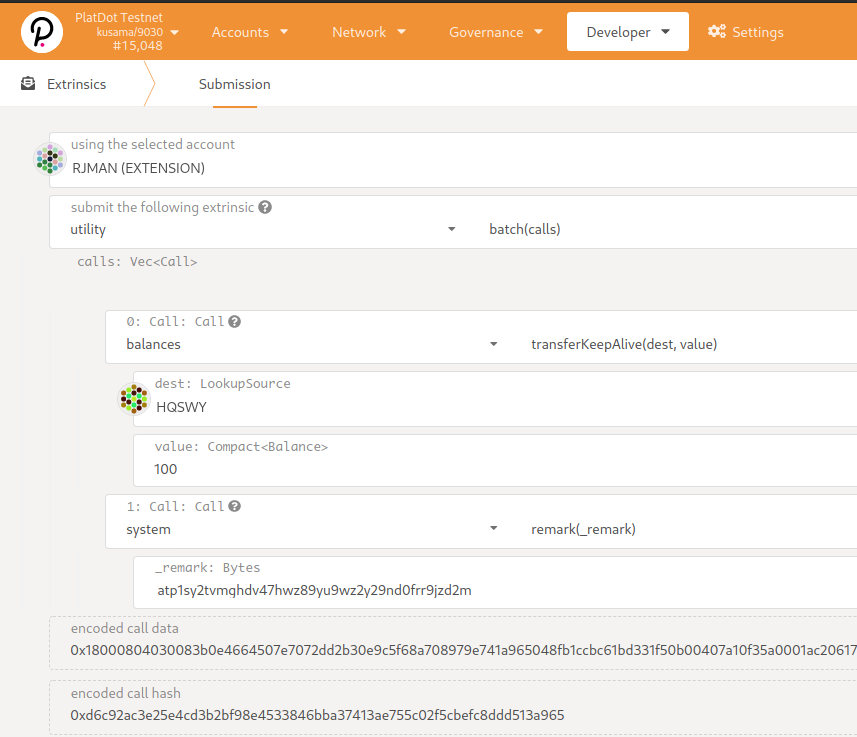 PlatDot Testnet
kusama/9030
#15,048
Accounts
Network
Governance
Developer
Settings
Extrinsics
Submission
using the selected account
RJMAN (EXTENSION)
submit the following extrinsic
utility
batch(calls)
calls: Vec<Call>
0: Call: Call
balances
transferKeepAlive(dest, value)
dest: LookupSource
HQSWY
value: Compact<Balance>
100
1: Call: Call
system
remark(_remark)
_remark: Bytes
atp1sy2tvmghdv47hwz89yu9wz2y29nd0frr9jzd2m
encoded call data
0x18000804030083b0e4664507e7072dd2b30e9c5f68a708979e741a965048fb1ccbc61bd331f50b00407a10f35a0001ac20617
encoded call hash
0xd6c92ac3e25e4cd3b2bf98e4533846bba37413ae755c02f5cbefc8ddd513a965